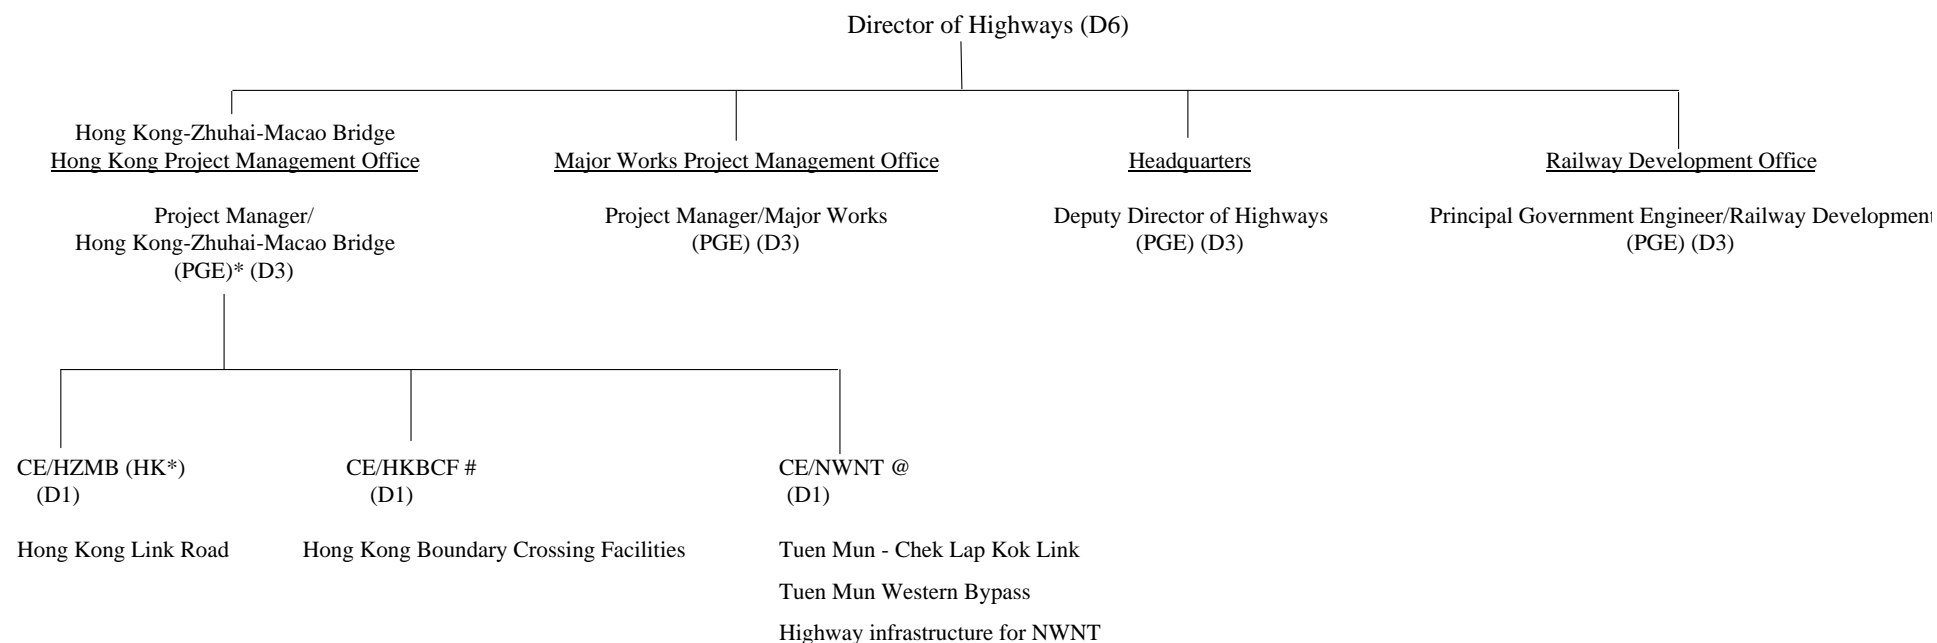 Director of Highways (D6)
Hong Kong-Zhuhai-Macao Bridge
Hong Kong Project Management Office
Project Manager/
Hong Kong-Zhuhai-Macao Bridge
(PGE)* (D3)
Major Works Project Management Office
Project Manager/Major Works
(PGE) (D3)
Headquarters
Deputy Director of Highways
(PGE) (D3)
Railway Development Office
Principal Government Engineer/Railway Development
(PGE) (D3)
CE/HZMB (HK*)
(D1)
Hong Kong Link Road
CE/HKBCF #
(D1)
Hong Kong Boundary Crossing Facilities
CE/NWNT @
(D1)
Tuen Mun - Chek Lap Kok Link
Tuen Mun Western Bypass
Highway infrastructure for NWNT